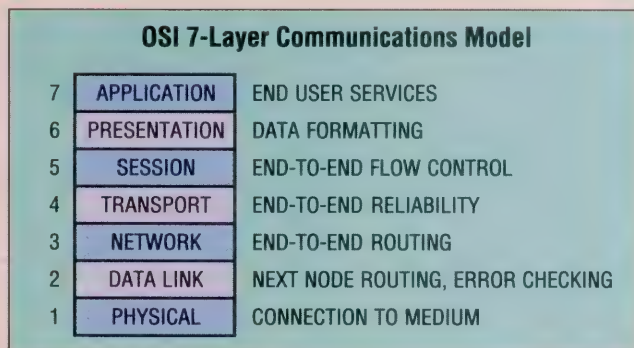 OSI 7-Layer Communications Model
7 APPLICATION END USER SERVICES
6 PRESENTATION DATA FORMATTING
5 SESSION END-TO-END FLOW CONTROL
4 TRANSPORT END-TO-END RELIABILITY
3 NETWORK END-TO-END ROUTING
2 DATA LINK NEXT NODE ROUTING, ERROR CHECKING
1 PHYSICAL CONNECTION TO MEDIUM